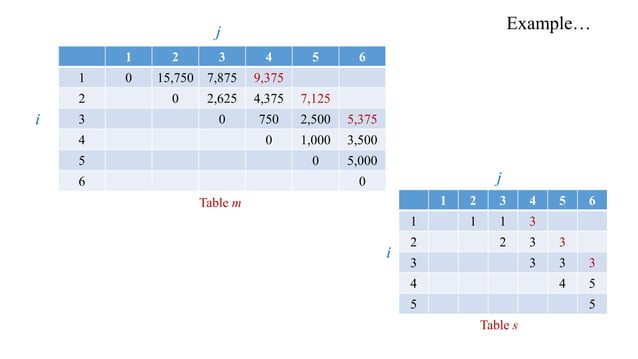 Example…
j
1 2 3 4 5 6
1 0 15,750 7,875 9,375
2 0 2,625 4,375 7,125
i
3 0 750 2,500 5,375
4 0 1,000 3,500
5 0 5,000
6 0
Table m
j
1 2 3 4 5 6
1 1 1 3
2 2 3 3
i
3 3 3 3
4 4 5
5 5
Table s